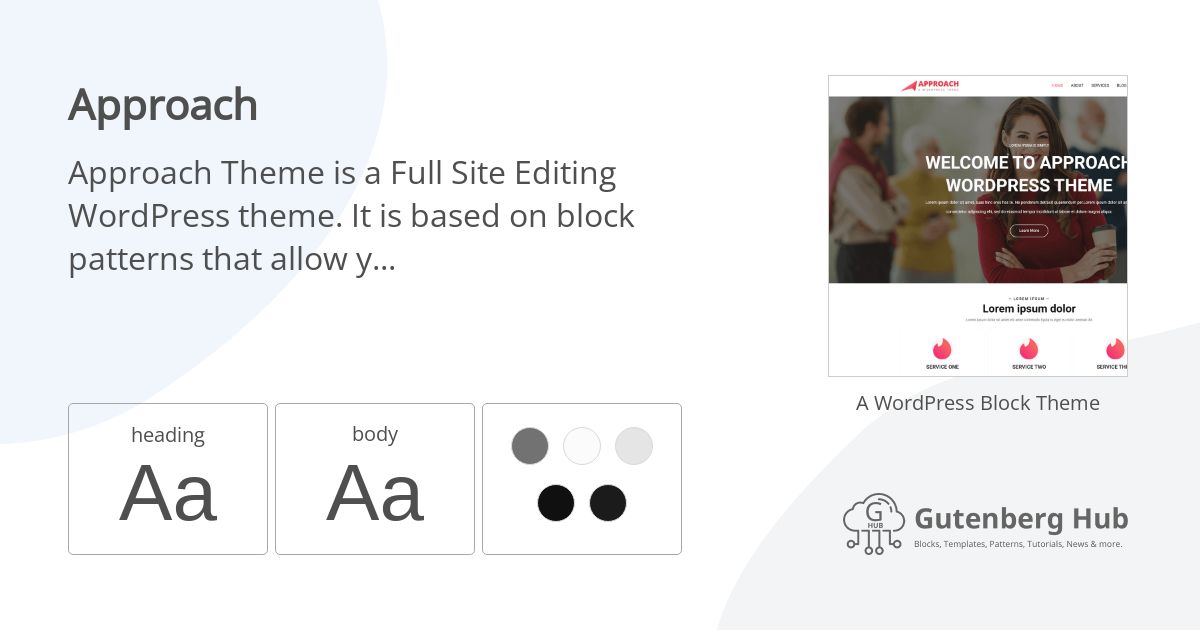 Approach
Approach Theme is a Full Site Editing
WordPress theme. It is based on block
patterns that allow y...
heading
Aa
body
Aa
APPROACH
A WORDPRESS THEME
HOME ABOUT SERVICES BLOG
LOREM IPSUM IS SIMPLY
WELCOME TO APPROACH
WORDPRESS THEME
Learn More
LOREM IPSUM
Lorem ipsum dolor
SERVICE ONE
SERVICE TWO
SERVICE THI
A WordPress Block Theme
G
HUB
Gutenberg Hub
Blocks, Templates, Patterns, Tutorials, News & more.